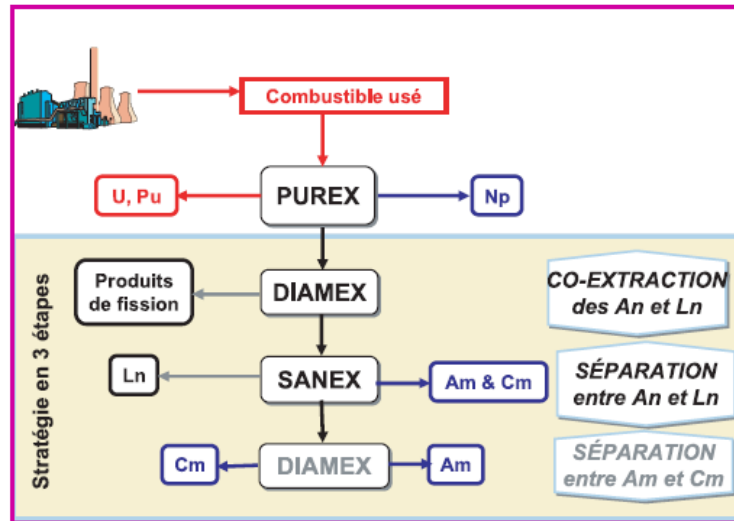 Combustible usé
U, Pu
PUREX
Np
Stratégie en 3 étapes
Produits
de fission
DIAMEX
CO-EXTRACTION
des An et Ln
Ln
SANEX
Am & Cm
SÉPARATION
entre An et Ln
Cm
DIAMEX
Am
SÉPARATION
entre Am et Cm